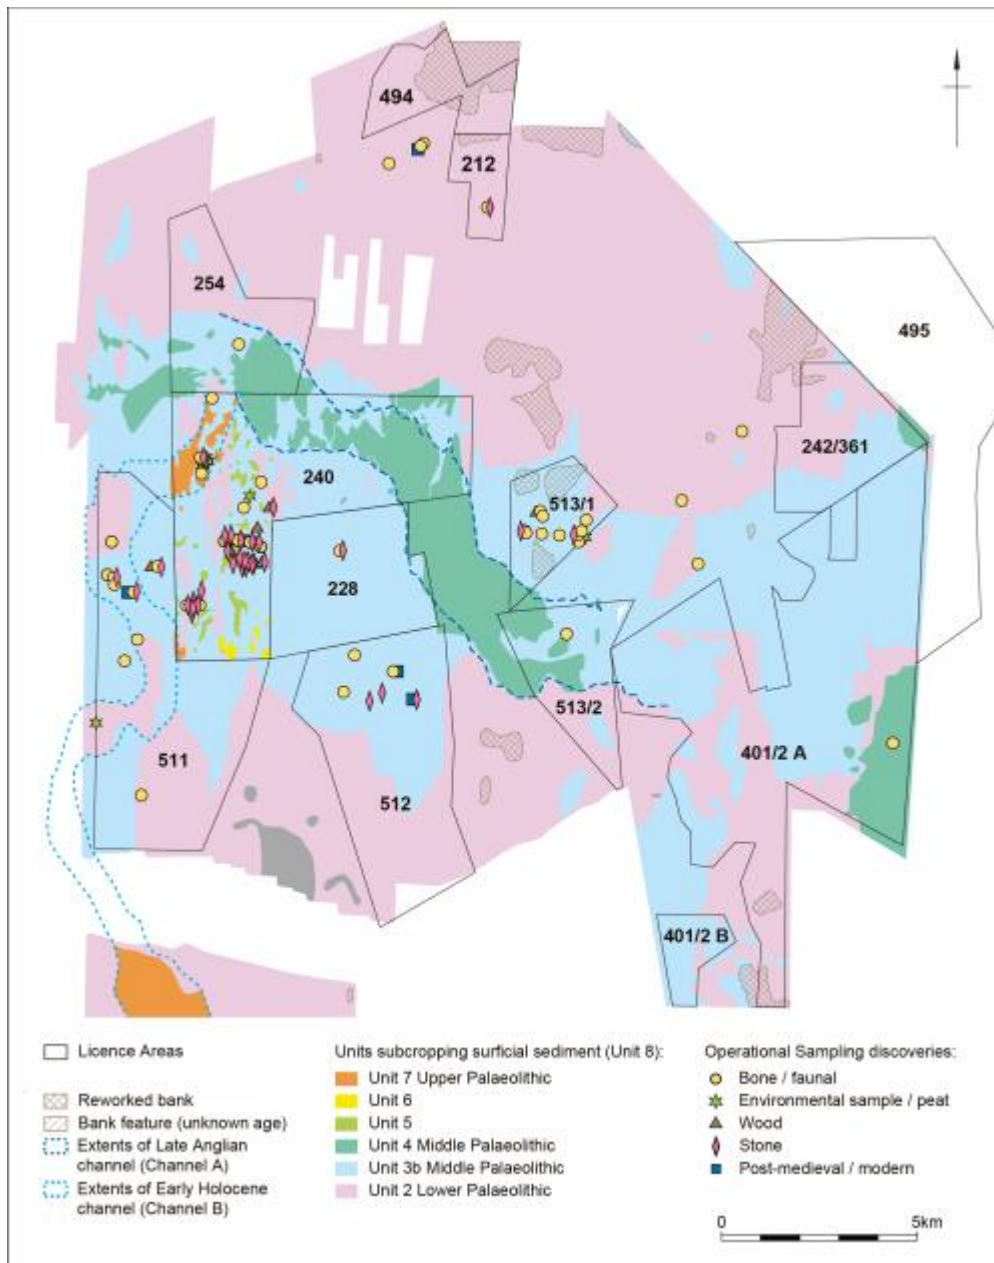 494
212
254
495
242/361
240
513/1
228
513/2
401/2 A
511
512
401/2 B
Licence Areas
Reworked bank
Bank feature (unknown age)
Extents of Late Anglian
channel (Channel A)
Extents of Early Holocene
channel (Channel B)
Units subcropping surficial sediment (Unit 8):
Unit 7 Upper Palaeolithic
Unit 6
Unit 5
Unit 4 Middle Palaeolithic
Unit 3b Middle Palaeolithic
Unit 2 Lower Palaeolithic
Operational Sampling discoveries:
Bone / faunal
Environmental sample / peat
Wood
Stone
Post-medieval / modern
0 5km